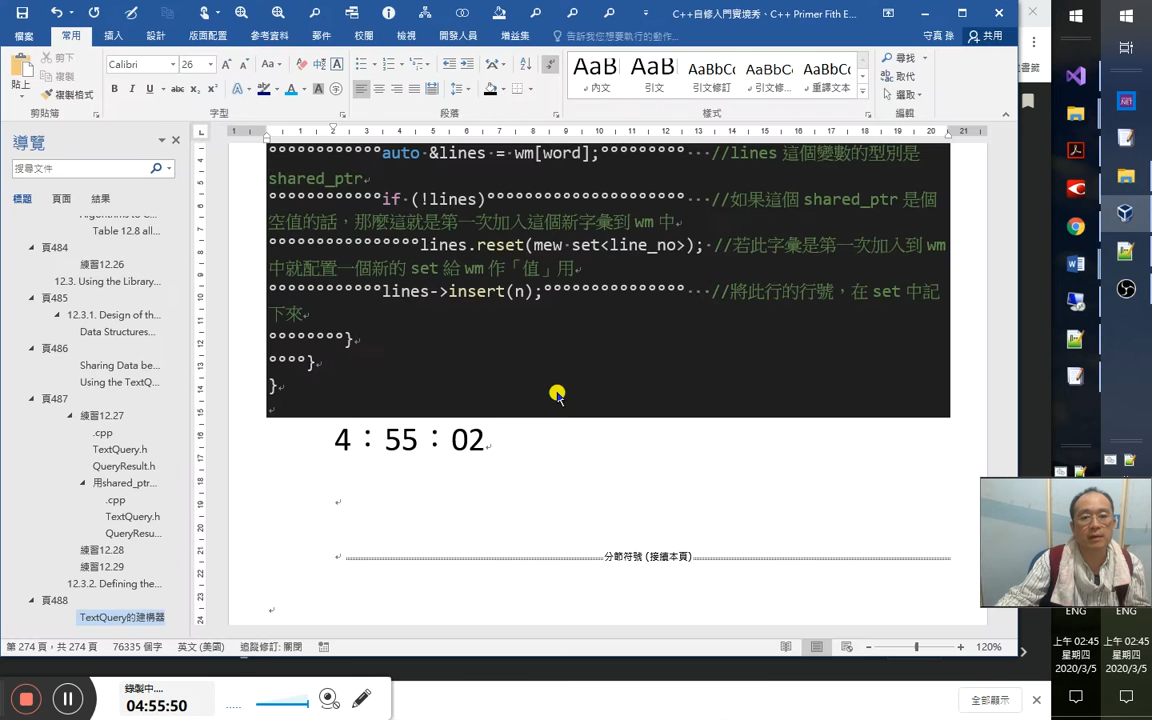 C++自修入門實境秀、C++ Primer Fith E...
檔案 常用 插入 設計 版面配置 參考資料 郵件 校閱 檢視 開發人員 增益集 告訴我您想要執行的動作... 守真 孫 共用
貼上 剪下 複製 複製格式
Calibri 26
AaB AaB AaBbCc AaBbC AaBbCc
內文 引文 引文修訂 引文修... 重譯文本
尋找 取代 選取
剪貼簿 字型 段落 樣式 編輯
導覽
搜尋文件
標題 頁面 結果
Table 12.8 all...
頁484
練習12.26
12.3. Using the Library...
頁485
12.3.1. Design of th...
Data Structures...
頁486
Sharing Data be...
Using the TextQ...
頁487
練習12.27
.cpp
TextQuery.h
QueryResult.h
用shared_ptr...
.cpp
TextQuery.h
QueryResu...
練習12.28
練習12.29
12.3.2. Defining the...
頁488
TextQuery的建構器
auto &lines = wm[word]; //lines 這個變數的型別是
shared_ptr
if (!lines) //如果這個 shared_ptr 是個
空值的話，那麼這就是第一次加入這個新字彙到 wm 中
lines.reset(mew set<line_no>); //若此字彙是第一次加入到 wm
中就配置一個新的 set 給 wm 作「值」用
lines->insert(n); //將此行的行號，在 set 中記
下來
}
}
}
4：55：02
分節符號 (接續本頁)
第 274 頁，共 274 頁 76335 個字 英文 (美國) 追蹤修訂: 關閉 120%
錄製中....
04:55:50
全部顯示
書籤
ENG ENG
上午 02:45 上午 02:45
星期四 星期四
2020/3/5 2020/3/5